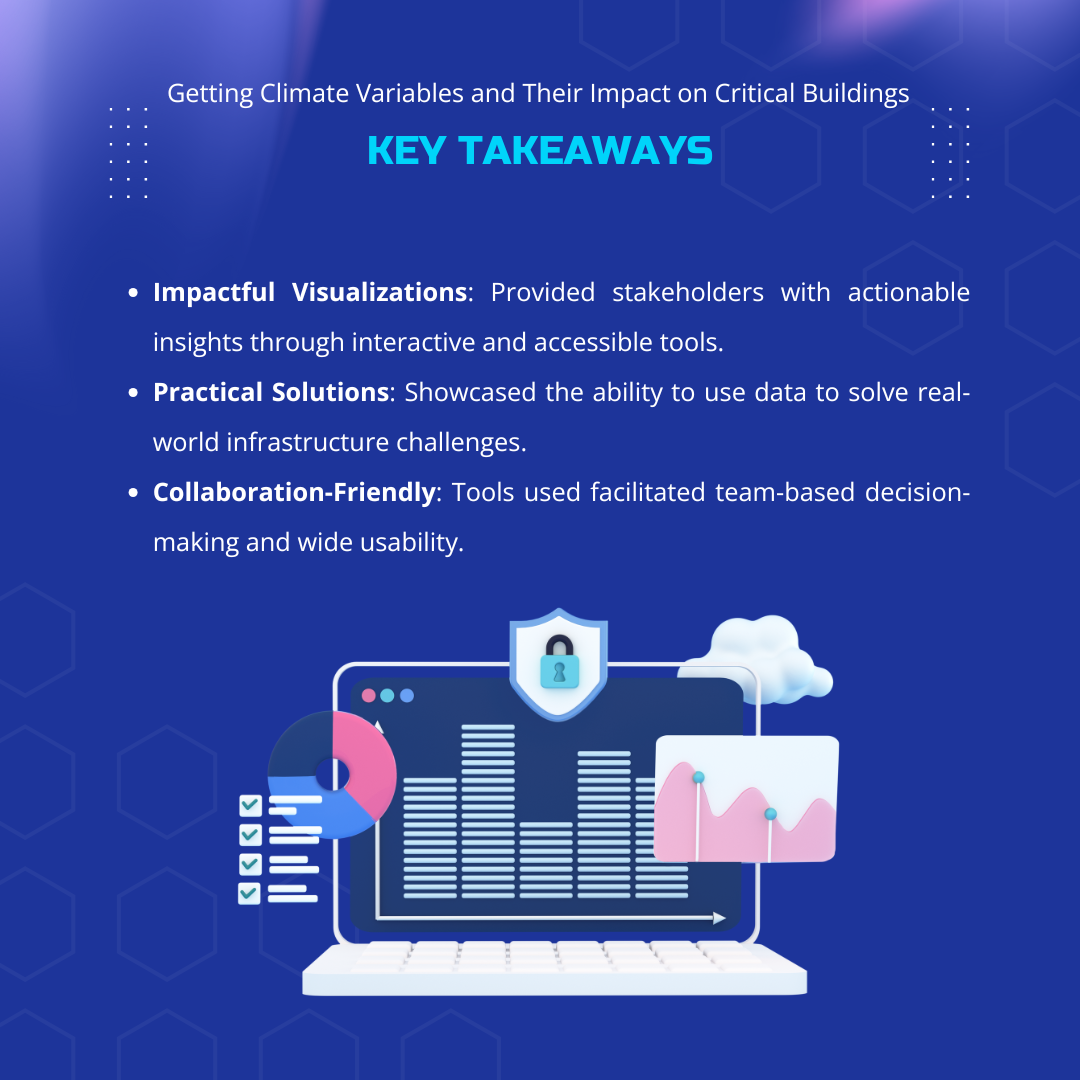 Getting Climate Variables and Their Impact on Critical Buildings
KEY TAKEAWAYS
• Impactful Visualizations: Provided stakeholders with actionable
insights through interactive and accessible tools.
• Practical Solutions: Showcased the ability to use data to solve real-
world infrastructure challenges.
• Collaboration-Friendly: Tools used facilitated team-based decision-
making and wide usability.